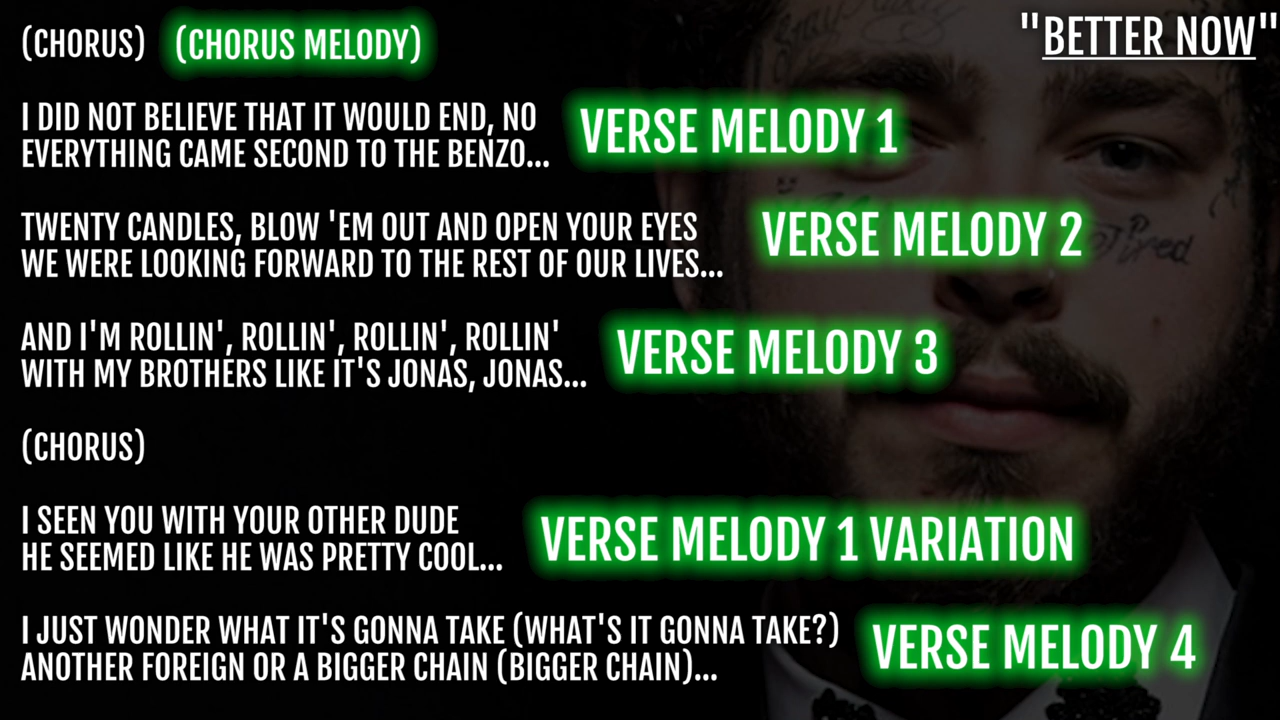 (CHORUS) (CHORUS MELODY)
"BETTER NOW"
I DID NOT BELIEVE THAT IT WOULD END, NO
EVERYTHING CAME SECOND TO THE BENZO...
VERSE MELODY 1
TWENTY CANDLES, BLOW 'EM OUT AND OPEN YOUR EYES
WE WERE LOOKING FORWARD TO THE REST OF OUR LIVES...
VERSE MELODY 2
AND I'M ROLLIN', ROLLIN', ROLLIN', ROLLIN'
WITH MY BROTHERS LIKE IT'S JONAS, JONAS...
VERSE MELODY 3
(CHORUS)
I SEEN YOU WITH YOUR OTHER DUDE
HE SEEMED LIKE HE WAS PRETTY COOL...
VERSE MELODY 1 VARIATION
I JUST WONDER WHAT IT'S GONNA TAKE (WHAT'S IT GONNA TAKE?)
ANOTHER FOREIGN OR A BIGGER CHAIN (BIGGER CHAIN)...
VERSE MELODY 4